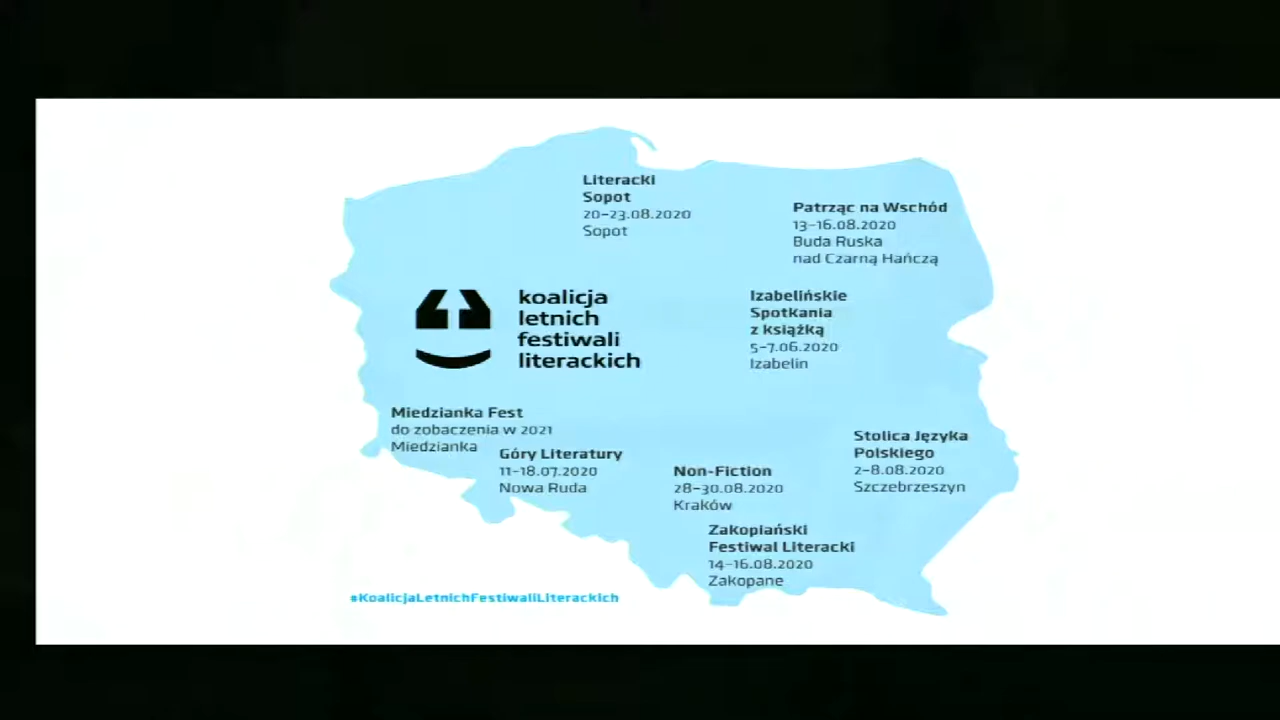 Literacki
Sopot
20–23.08.2020
Sopot
Patrząc na Wschód
13–16.08.2020
Buda Ruska
nad Czarną Hańczą
koalicja
letnich
festiwali
literackich
Izabelińskie
Spotkania
z książką
5–7.06.2020
Izabelin
Miedzianka Fest
do zobaczenia w 2021
Miedzianka
Góry Literatury
11–18.07.2020
Nowa Ruda
Non-Fiction
28–30.08.2020
Kraków
Stolica Języka
Polskiego
2–8.08.2020
Szczebrzeszyn
Zakopiański
Festiwal Literacki
14–16.08.2020
Zakopane
#KoalicjaLetnichFestiwaliLiterackich